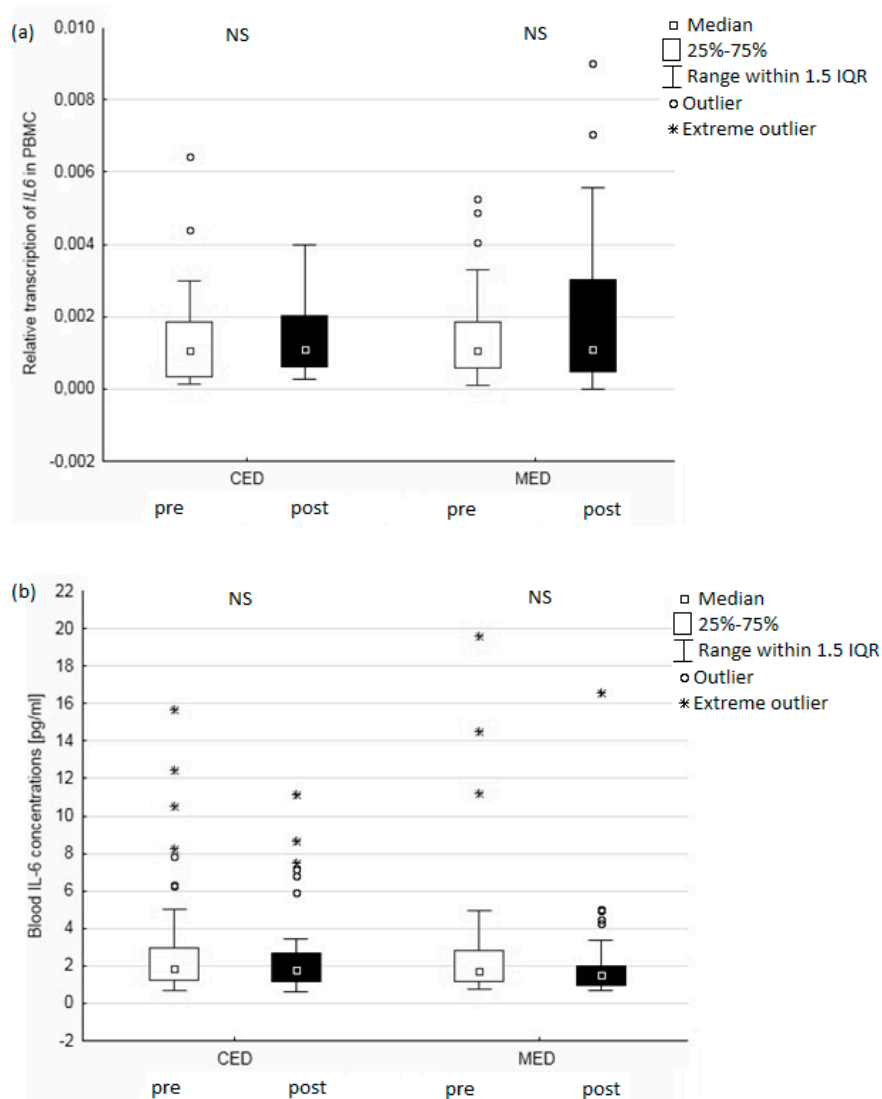 (a)
NS
NS
Median
25%-75%
Range within 1.5 IQR
Outlier
Extreme outlier
Relative transcription of IL6 in PBMC
0.010
0.008
0.006
0.004
0.002
0,000
-0.002
CED
MED
pre
post
pre
post
(b)
NS
NS
Median
25%-75%
Range within 1.5 IQR
Outlier
Extreme outlier
Blood IL-6 concentrations [pg/ml]
22
20
18
16
14
12
10
8
6
4
2
0
-2
CED
MED
pre
post
pre
post